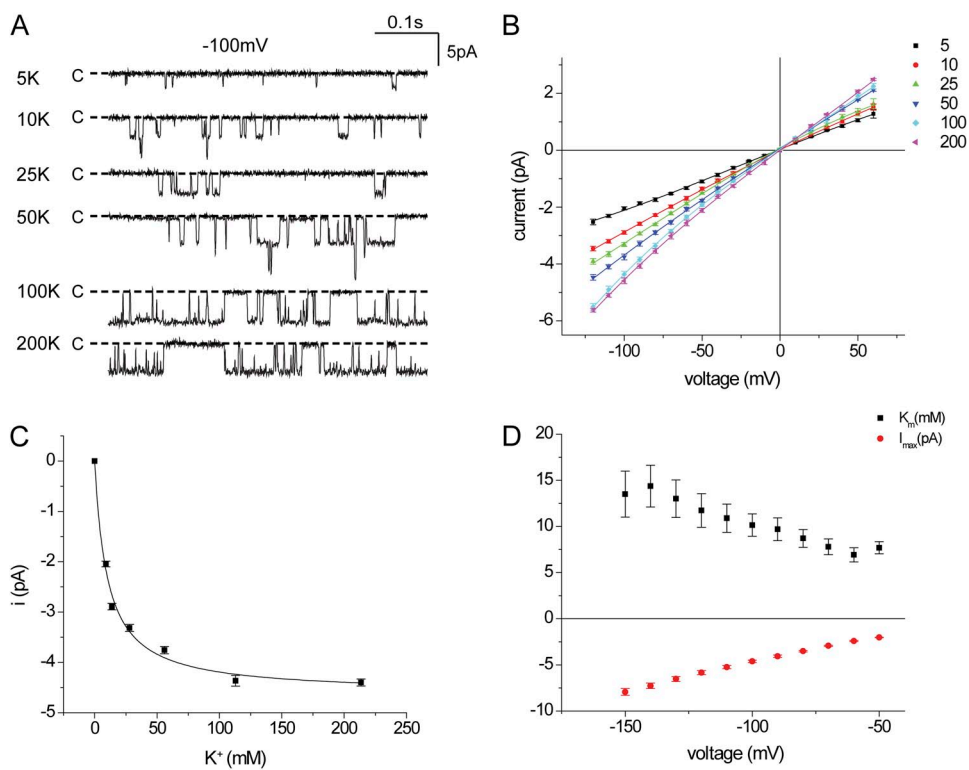 A
-100mV
0.1s
5pA
5K C
10K C
25K C
50K C
100K C
200K C
B
5
10
25
50
100
200
2
0
-2
-4
-6
current (pA)
-100 -50 0 50
voltage (mV)
C
0
-1
-2
-3
-4
-5
i (pA)
0 50 100 150 200 250
K+ (mM)
D
Km(mM)
Imax(pA)
20
15
10
5
0
-5
-10
-150 -100 -50
voltage (mV)